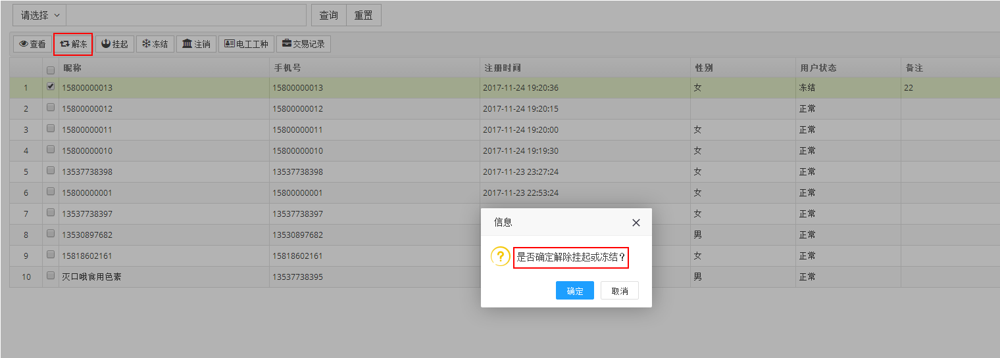 请选择 查询 重置
查看 解冻 挂起 冻结 注销 电工工种 交易记录
昵称 手机号 注册时间 性别 用户状态 备注
1 15800000013 15800000013 2017-11-24 19:20:36 女 冻结 22
2 15800000012 15800000012 2017-11-24 19:20:15 正常
3 15800000011 15800000011 2017-11-24 19:20:00 女 正常
4 15800000010 15800000010 2017-11-24 19:19:30 女 正常
5 13537738398 13537738398 2017-11-23 23:27:24 女 正常
6 15800000001 15800000001 2017-11-23 22:53:24 女 正常
7 13537738397 13537738397 女 正常
8 13530897682 13530897682 男 正常
9 15818602161 15818602161 女 正常
10 灭口哦食用色素 13537738395 男 正常
信息
是否确定解除挂起或冻结？
确定 取消